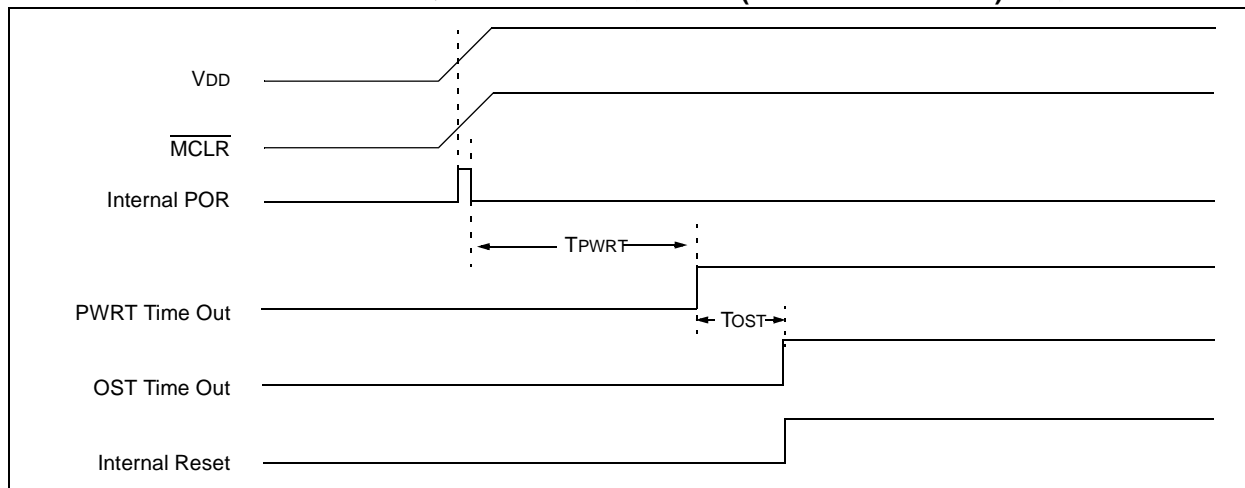 VDD
MCLR
Internal POR
TPWRT
PWRT Time Out
TOST
OST Time Out
Internal Reset